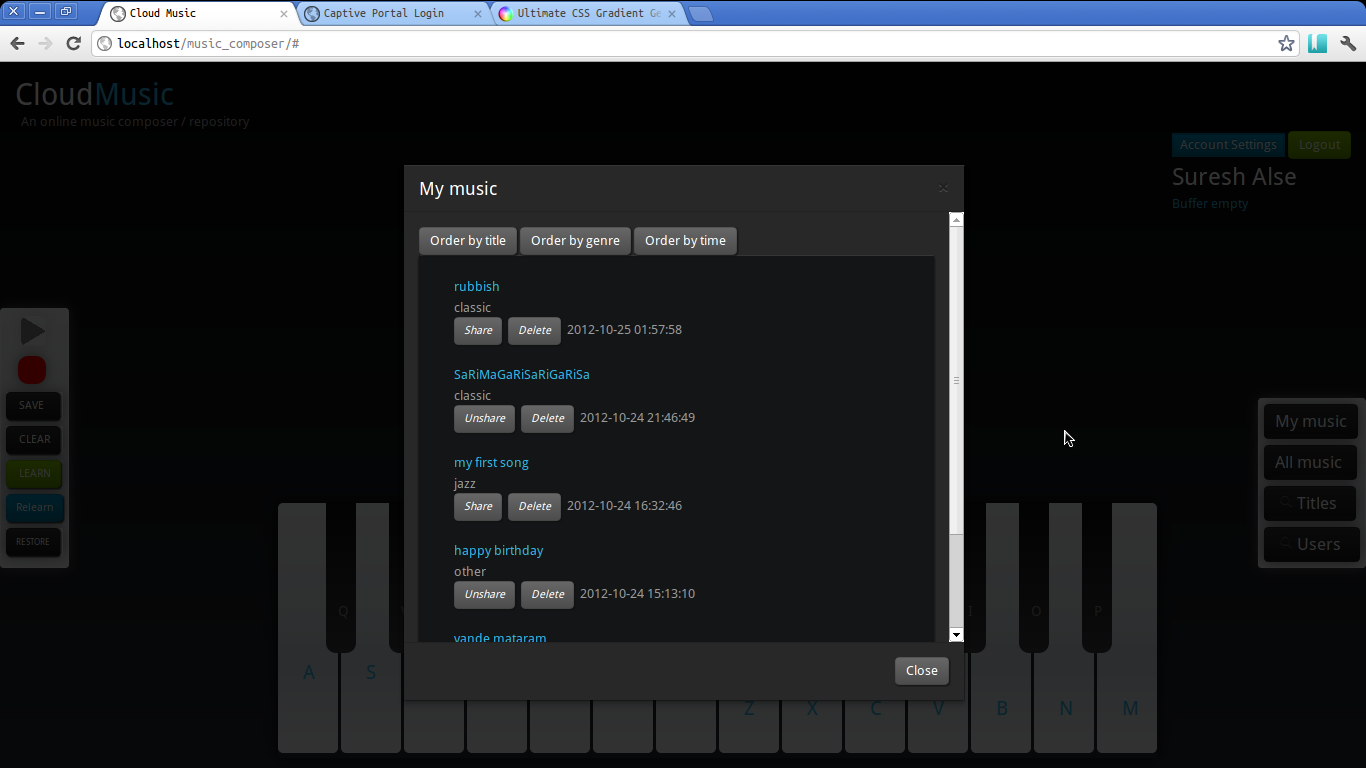 Cloud Music
Captive Portal Login
Ultimate CSS Gradient Ge
localhost/music_composer/#
CloudMusic
An online music composer / repository
Account Settings Logout
Suresh Alse
Buffer empty
My music
Order by title Order by genre Order by time
rubbish
classic
Share Delete 2012-10-25 01:57:58
SaRiMaGaRiSaRiGaRiSa
classic
Unshare Delete 2012-10-24 21:46:49
my first song
jazz
Share Delete 2012-10-24 16:32:46
happy birthday
other
Unshare Delete 2012-10-24 15:13:10
vande mataram
Close
SAVE
CLEAR
LEARN
Relearn
RESTORE
My music
All music
Titles
Users
Q I O P
A S Z X C V B N M